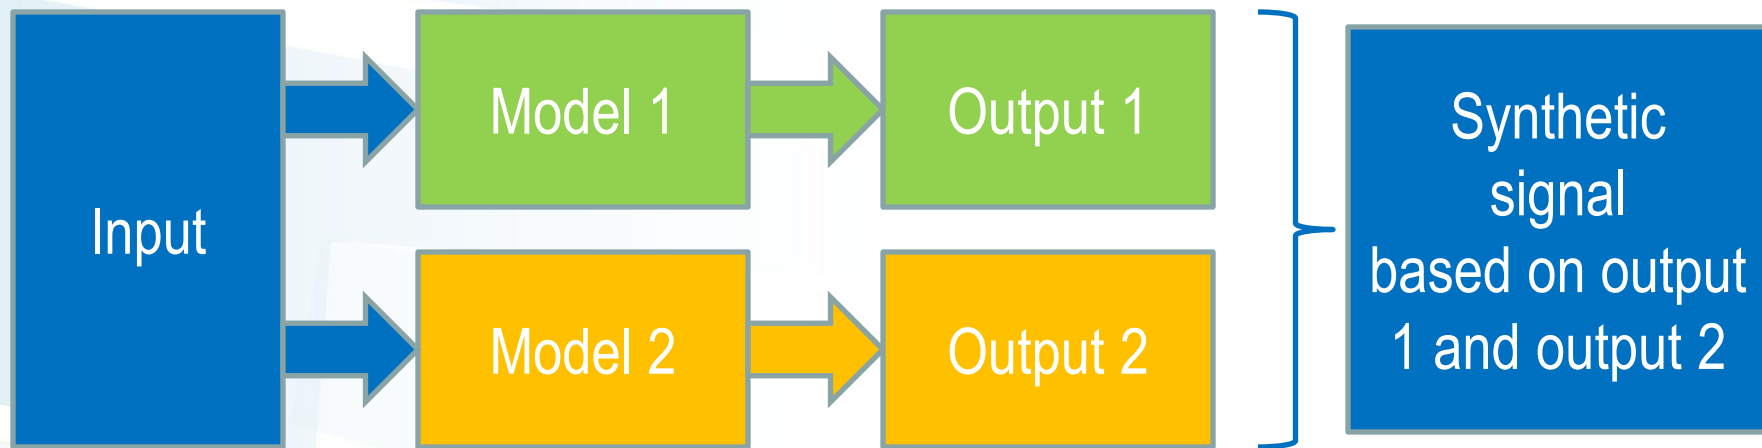 Input
Model 1
Output 1
Model 2
Output 2
Synthetic
signal
based on output
1 and output 2